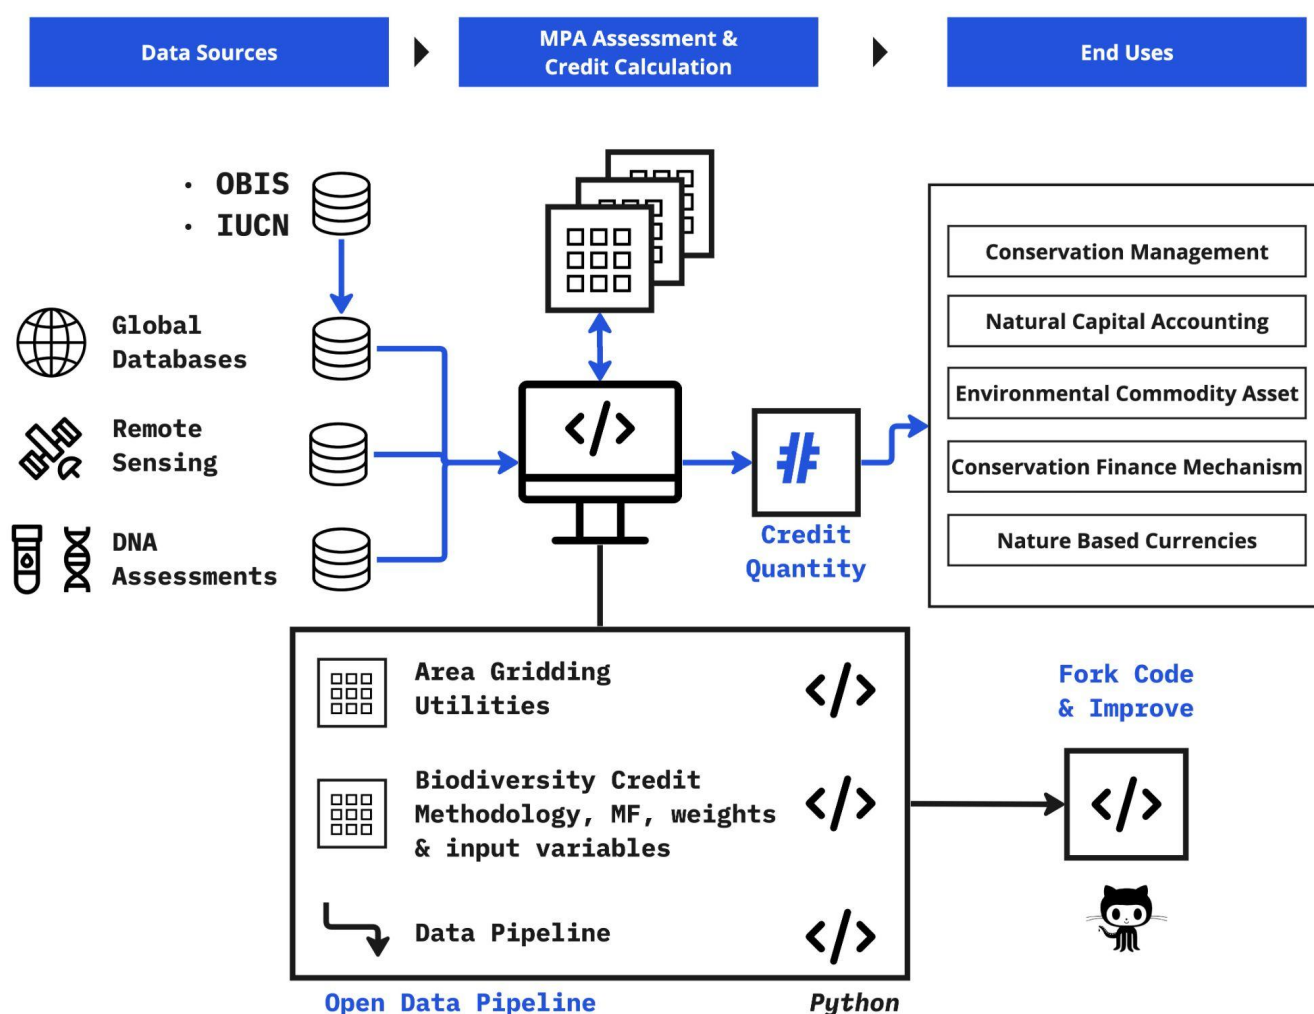 Data Sources
MPA Assessment &
Credit Calculation
End Uses
· OBIS
· IUCN
Global
Databases
Remote
Sensing
DNA
Assessments
</>
#
Credit
Quantity
Conservation Management
Natural Capital Accounting
Environmental Commodity Asset
Conservation Finance Mechanism
Nature Based Currencies
Area Gridding
Utilities
</>
Biodiversity Credit
Methodology, MF, weights
& input variables
</>
Data Pipeline
</>
Open Data Pipeline
Python
Fork Code
& Improve
</>